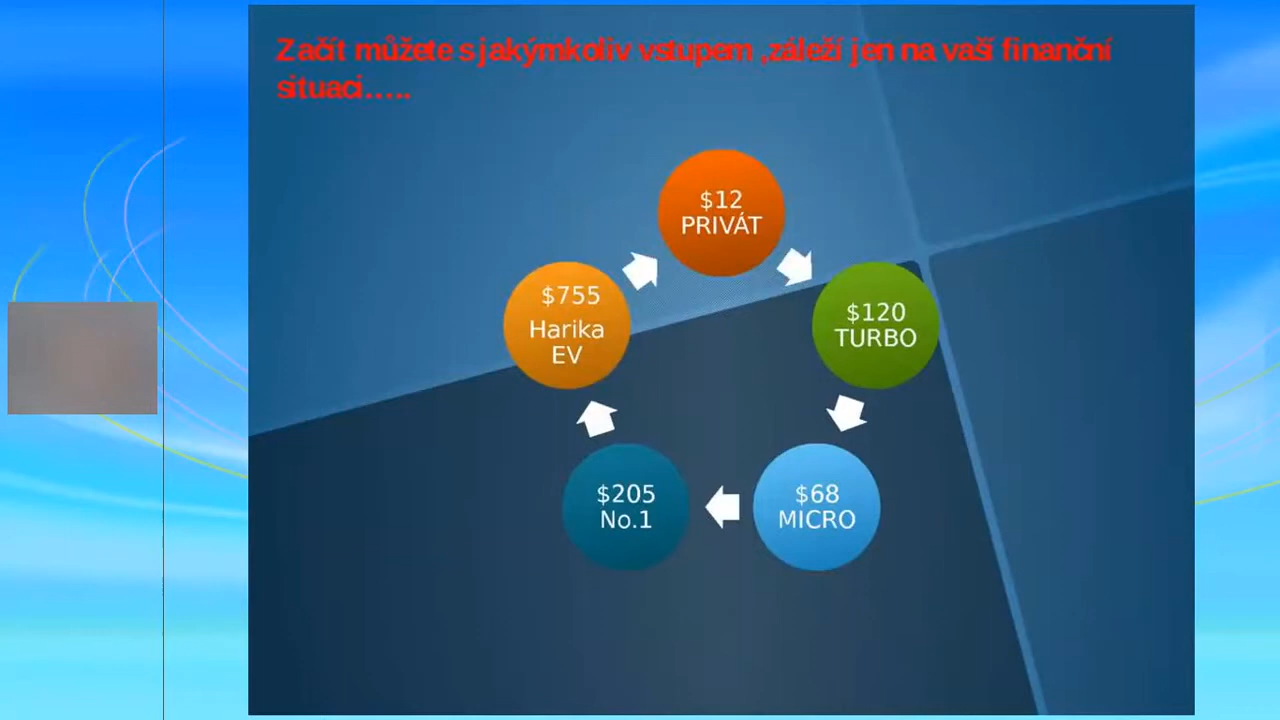 Začít můžete s jakýmkoliv vstupem ,záleží jen na vaší finanční
situaci…..
$12
PRIVÁT
$120
TURBO
$68
MICRO
$205
No.1
$755
Harika
EV